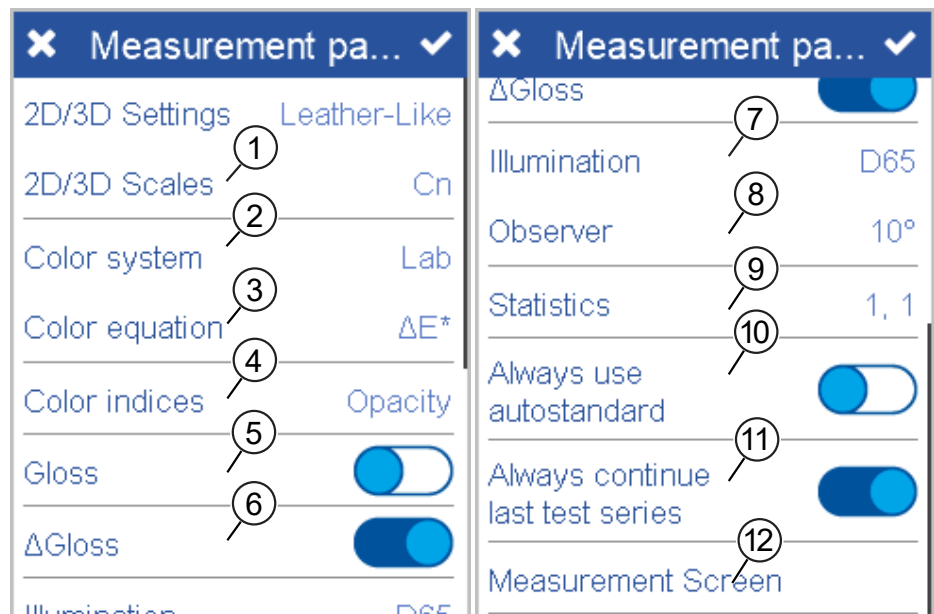 Measurement pa...
2D/3D Settings Leather-Like
1
2D/3D Scales Cn
2
Color system Lab
3
Color equation ΔE*
4
Color indices Opacity
5
Gloss
6
ΔGloss
Illumination D65
Measurement pa...
ΔGloss
7
Illumination D65
8
Observer 10°
9
Statistics 1, 1
10
Always use
autostandard
11
Always continue
last test series
12
Measurement Screen